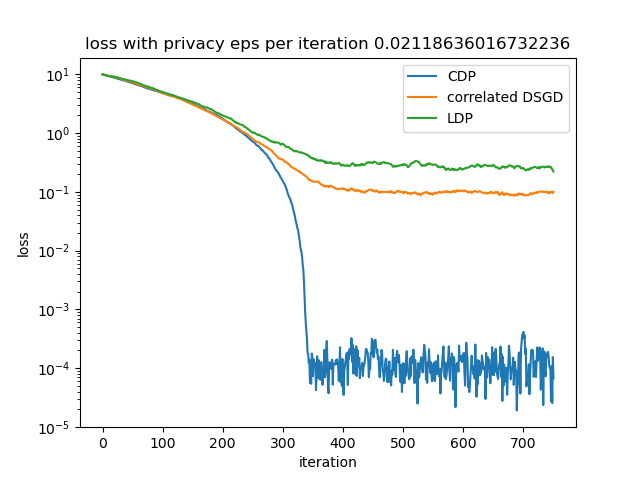 loss with privacy eps per iteration 0.02118636016732236
CDP
correlated DSGD
LDP
10¹
10⁰
10⁻¹
10⁻²
10⁻³
10⁻⁴
10⁻⁵
loss
0 100 200 300 400 500 600 700
iteration